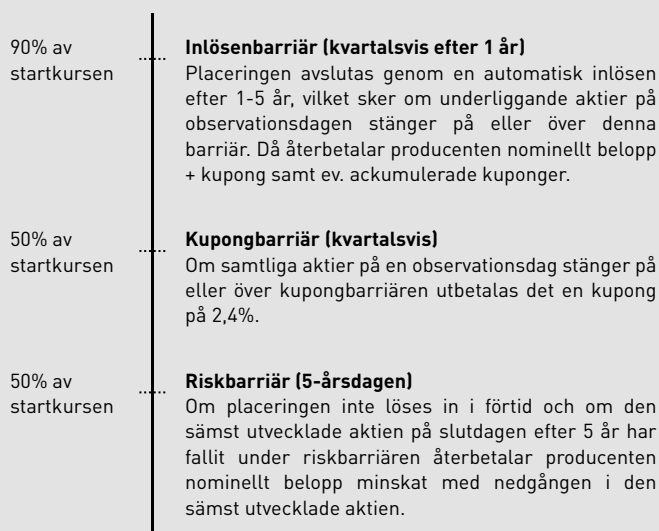 90% av
startkursen
Inlösenbarriär (kvartalsvis efter 1 år)
Placeringen avslutas genom en automatisk inlösen
efter 1-5 år, vilket sker om underliggande aktier på
observationsdagen stänger på eller över denna
barriär. Då återbetalar producenten nominellt belopp
+ kupong samt ev. ackumulerade kuponger.
50% av
startkursen
Kupongbarriär (kvartalsvis)
Om samtliga aktier på en observationsdag stänger på
eller över kupongbarriären utbetalas det en kupong
på 2,4%.
50% av
startkursen
Riskbarriär (5-årsdagen)
Om placeringen inte löses in i förtid och om den
sämst utvecklade aktien på slutdagen efter 5 år har
fallit under riskbarriären återbetalar producenten
nominellt belopp minskat med nedgången i den
sämst utvecklade aktien.